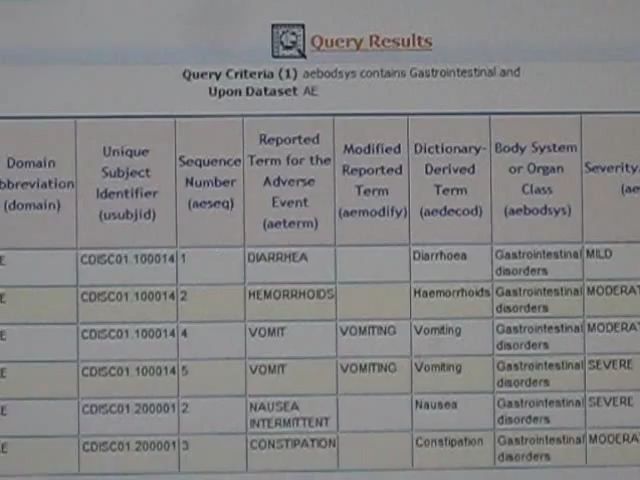 Query Results
Query Criteria (1) aebodsys contains Gastrointestinal and
Upon Dataset AE
Domain
bbreviation
(domain)
Unique
Subject
Identifier
(usubjid)
Sequence
Number
(aeseq)
Reported
Term for the
Adverse
Event
(aeterm)
Modified
Reported
Term
(aemodify)
Dictionary-
Derived
Term
(aedecod)
Body System
or Organ
Class
(aebodsys)
Severity/
(ae
E CDISC01.100014 1 DIARRHEA Diarrhoea Gastrointestinal disorders MILD
E CDISC01.100014 2 HEMORRHOIDS Haemorrhoids Gastrointestinal disorders MODERAT
E CDISC01.100014 4 VOMIT VOMITING Vomiting Gastrointestinal disorders MODERA
E CDISC01.100014 5 VOMIT VOMITING Vomiting Gastrointestinal disorders SEVERE
E CDISC01.200001 2 NAUSEA INTERMITTENT Nausea Gastrointestinal disorders SEVERE
E CDISC01.200001 3 CONSTIPATION Constipation Gastrointestinal disorders MODERA